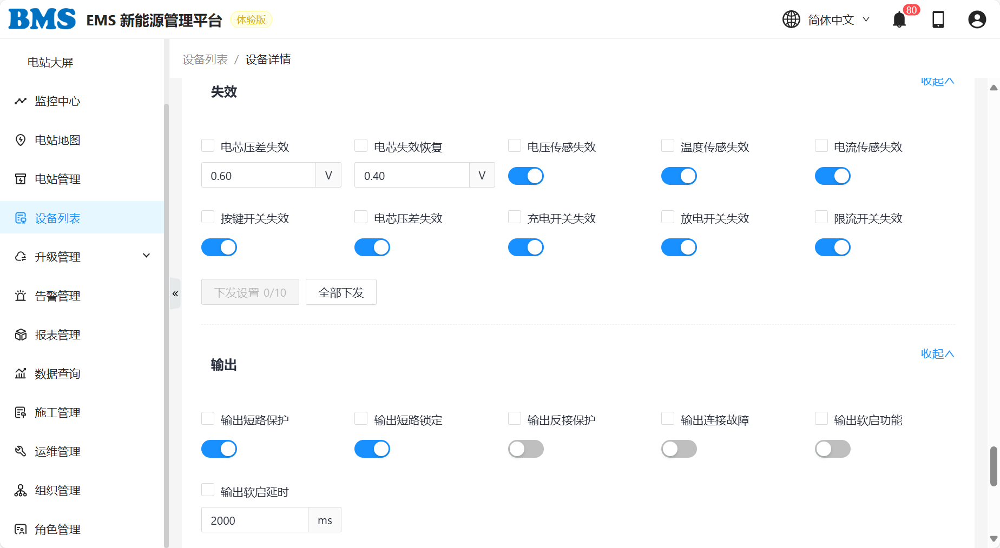 BMS EMS 新能源管理平台 体验版 简体中文 80
电站大屏
监控中心
电站地图
电站管理
设备列表
升级管理
告警管理
报表管理
数据查询
施工管理
运维管理
组织管理
角色管理
«
设备列表 / 设备详情
失效 收起
电芯压差失效 电芯失效恢复 电压传感失效 温度传感失效 电流传感失效
0.60 V 0.40 V
按键开关失效 电芯压差失效 充电开关失效 放电开关失效 限流开关失效
下发设置 0/10 全部下发
输出 收起
输出短路保护 输出短路锁定 输出反接保护 输出连接故障 输出软启功能
输出软启延时
2000 ms